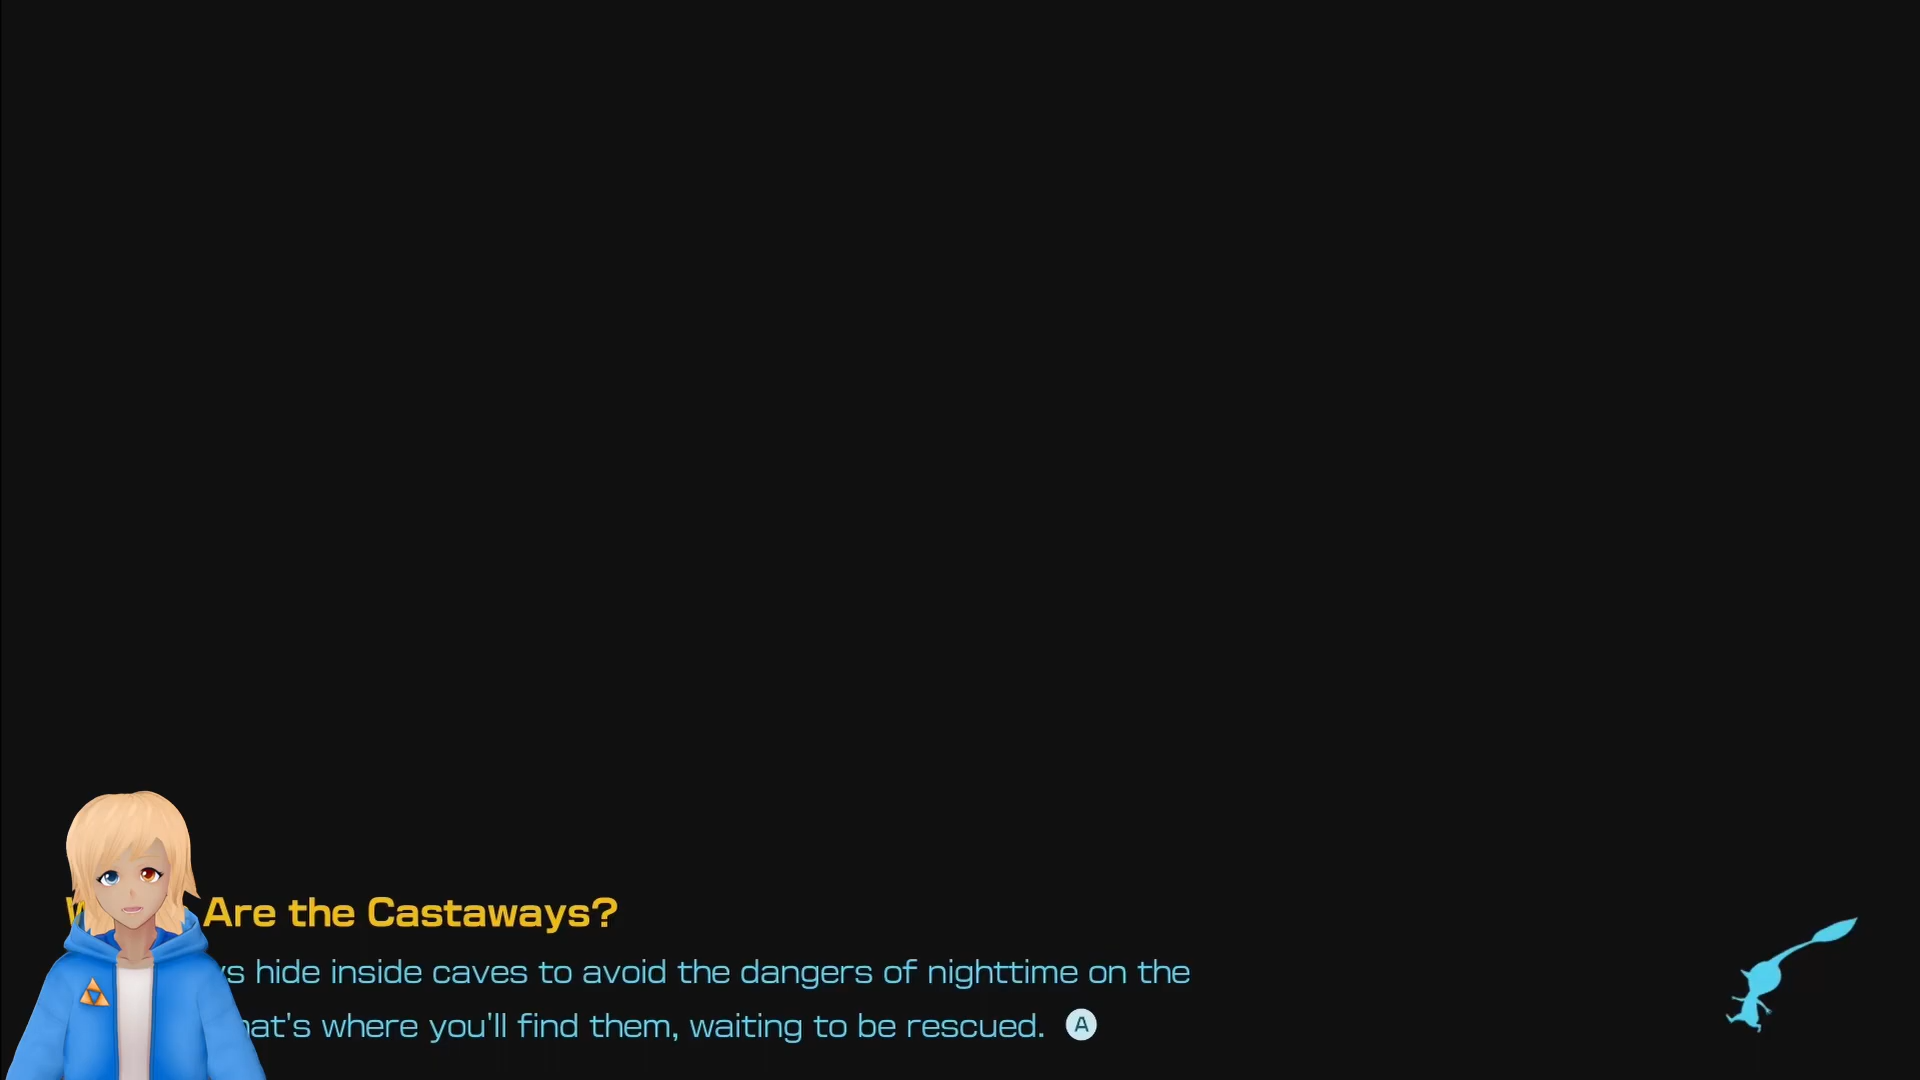 Are the Castaways?
hide inside caves to avoid the dangers of nighttime on the
where you'll find them, waiting to be rescued. A